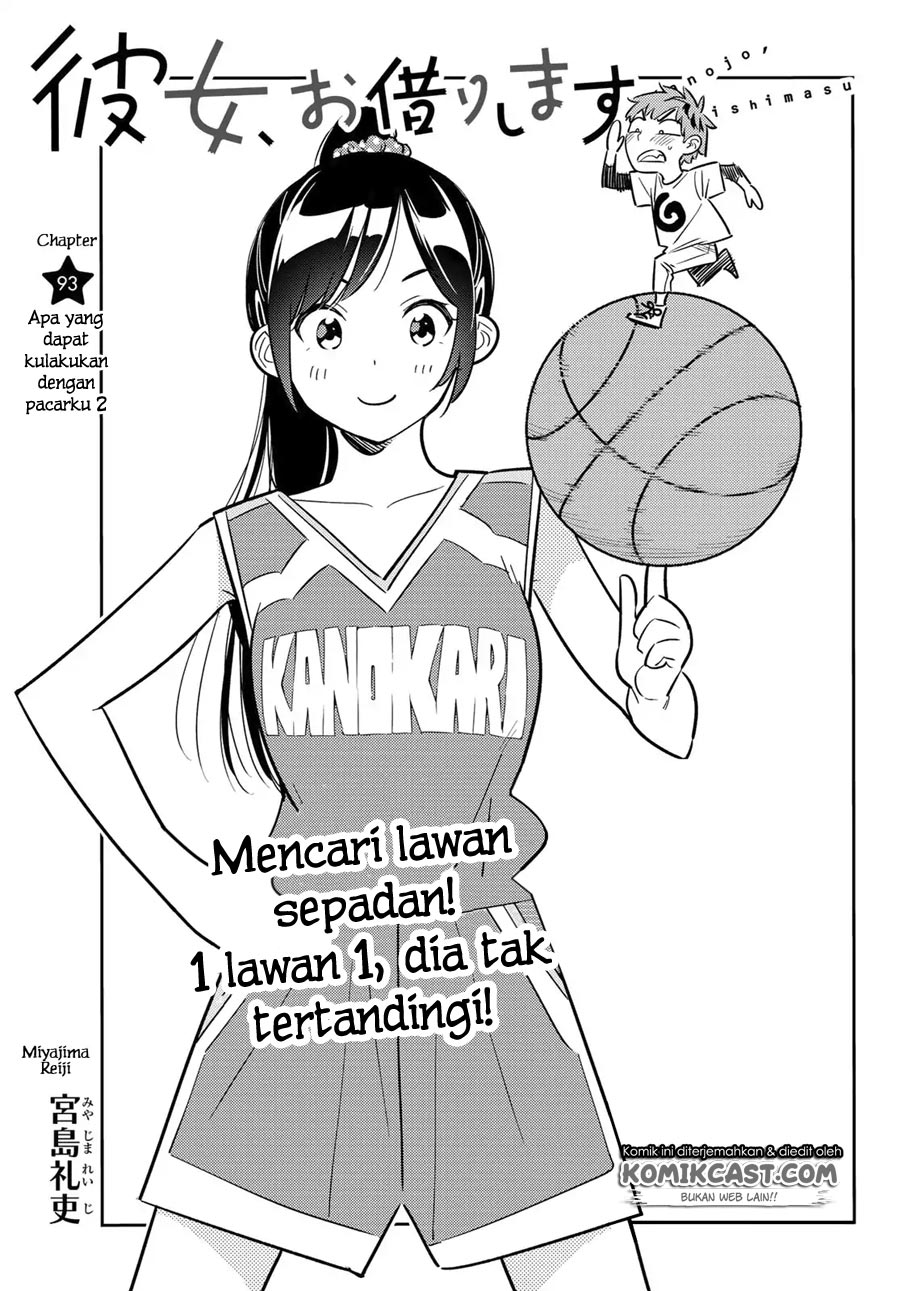 彼女、お借ります
nojo,
ishimasu
Chapter
93
Apa yang
dapat
kulakukan
dengan
pacarku 2
KANOKARI
Mencari lawan
sepadan!
1 lawan 1, dia tak
tertandingi!
Miyajima
Reiji
宮島礼吏
みや じま れい じ
Komik ini diterjemahkan & diedit oleh
KOMIKCAST.COM
BUKAN WEB LAIN!!